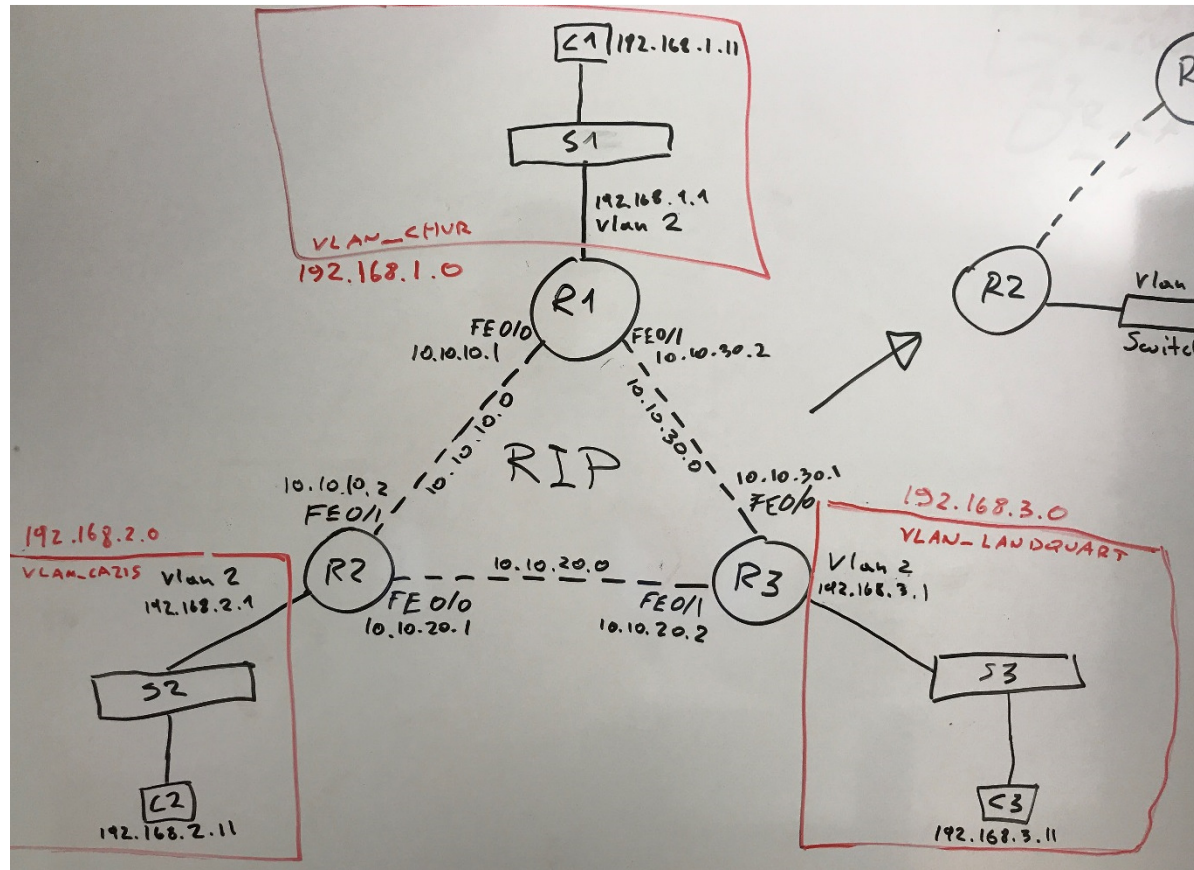 C1
192.168.1.11
S1
192.168.1.1
Vlan 2
VLAN_CHUR
192.168.1.0
R1
FE0/0
10.10.10.1
FE0/1
10.10.30.2
10.10.10.0
10.10.30.0
RIP
10.10.10.2
FE0/1
10.10.30.1
FE0/0
192.168.2.0
VLAN_CAZIS
Vlan 2
192.168.2.1
R2
FE0/0
10.10.20.1
10.10.20.0
FE0/1
10.10.20.2
R3
192.168.3.0
VLAN_LANDQUART
Vlan 2
192.168.3.1
S2
C2
192.168.2.11
S3
C3
192.168.3.11
R
R2
Vlan
Switc